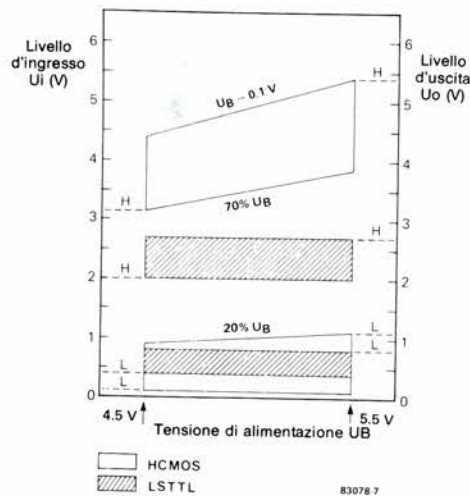 Livello
d'ingresso
Ui (V)
Livello
d'uscita
Uo (V)
6
5
4
3
2
1
0
6
5
4
3
2
1
0
H
H
L
L
H
H
L
L
UB – 0.1 V
70% UB
20% UB
4.5 V
5.5 V
Tensione di alimentazione UB
HCMOS
LSTTL
83078 7